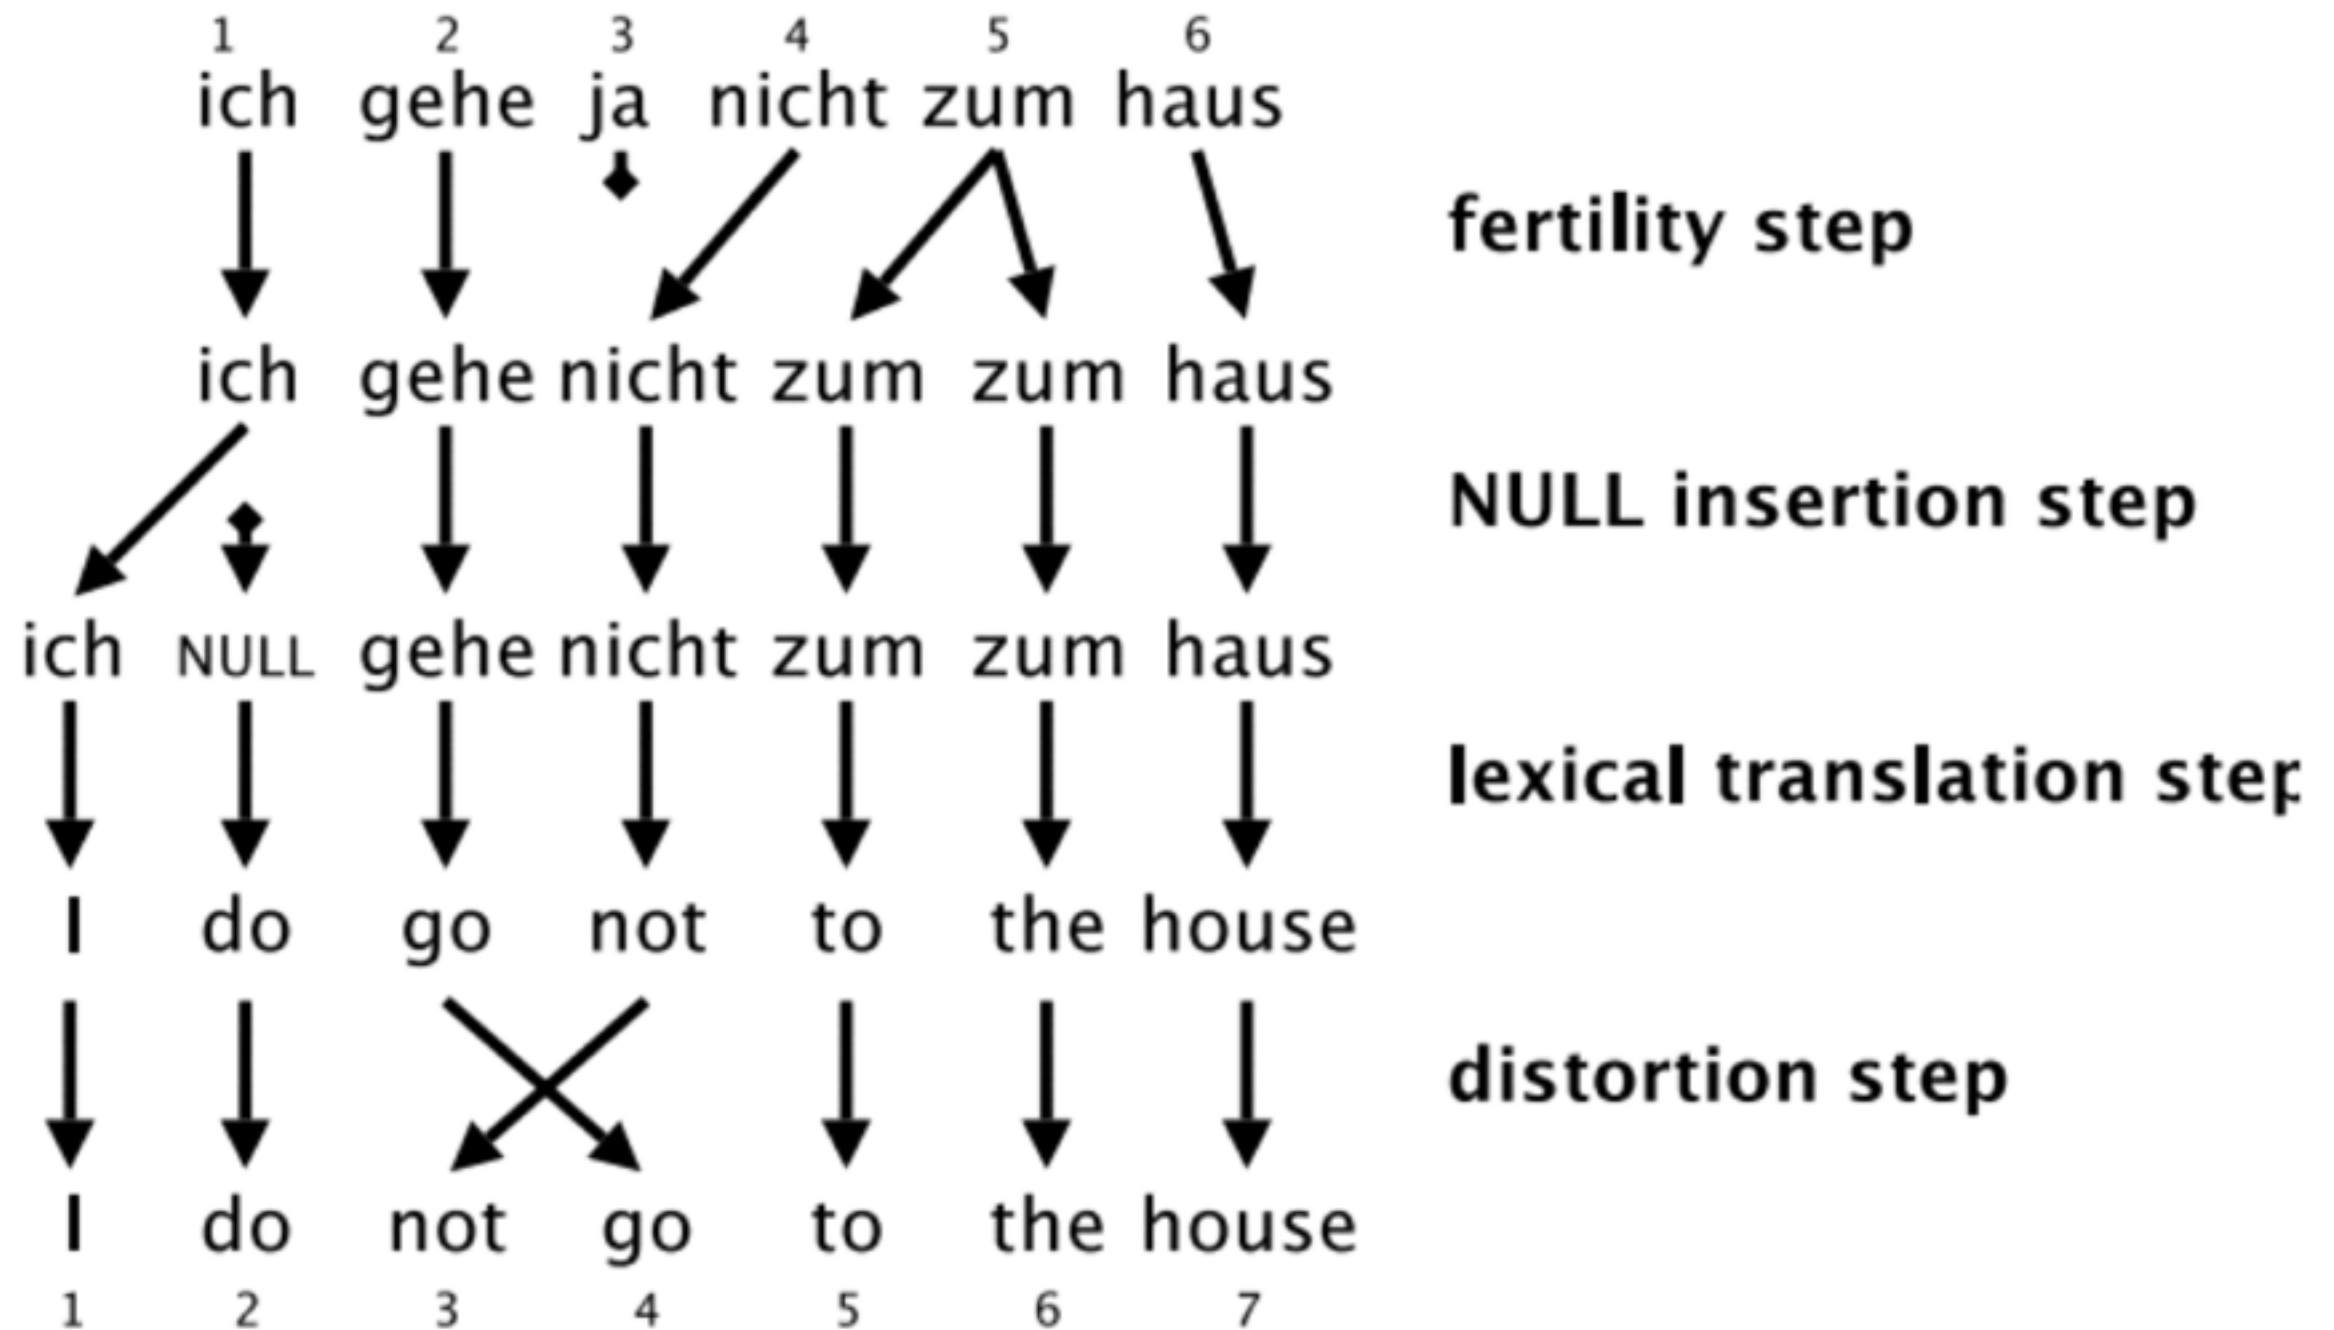 1 2 3 4 5 6
ich gehe ja nicht zum haus
fertility step
ich gehe nicht zum zum haus
NULL insertion step
ich NULL gehe nicht zum zum haus
lexical translation step
I do go not to the house
distortion step
I do not go to the house
1 2 3 4 5 6 7